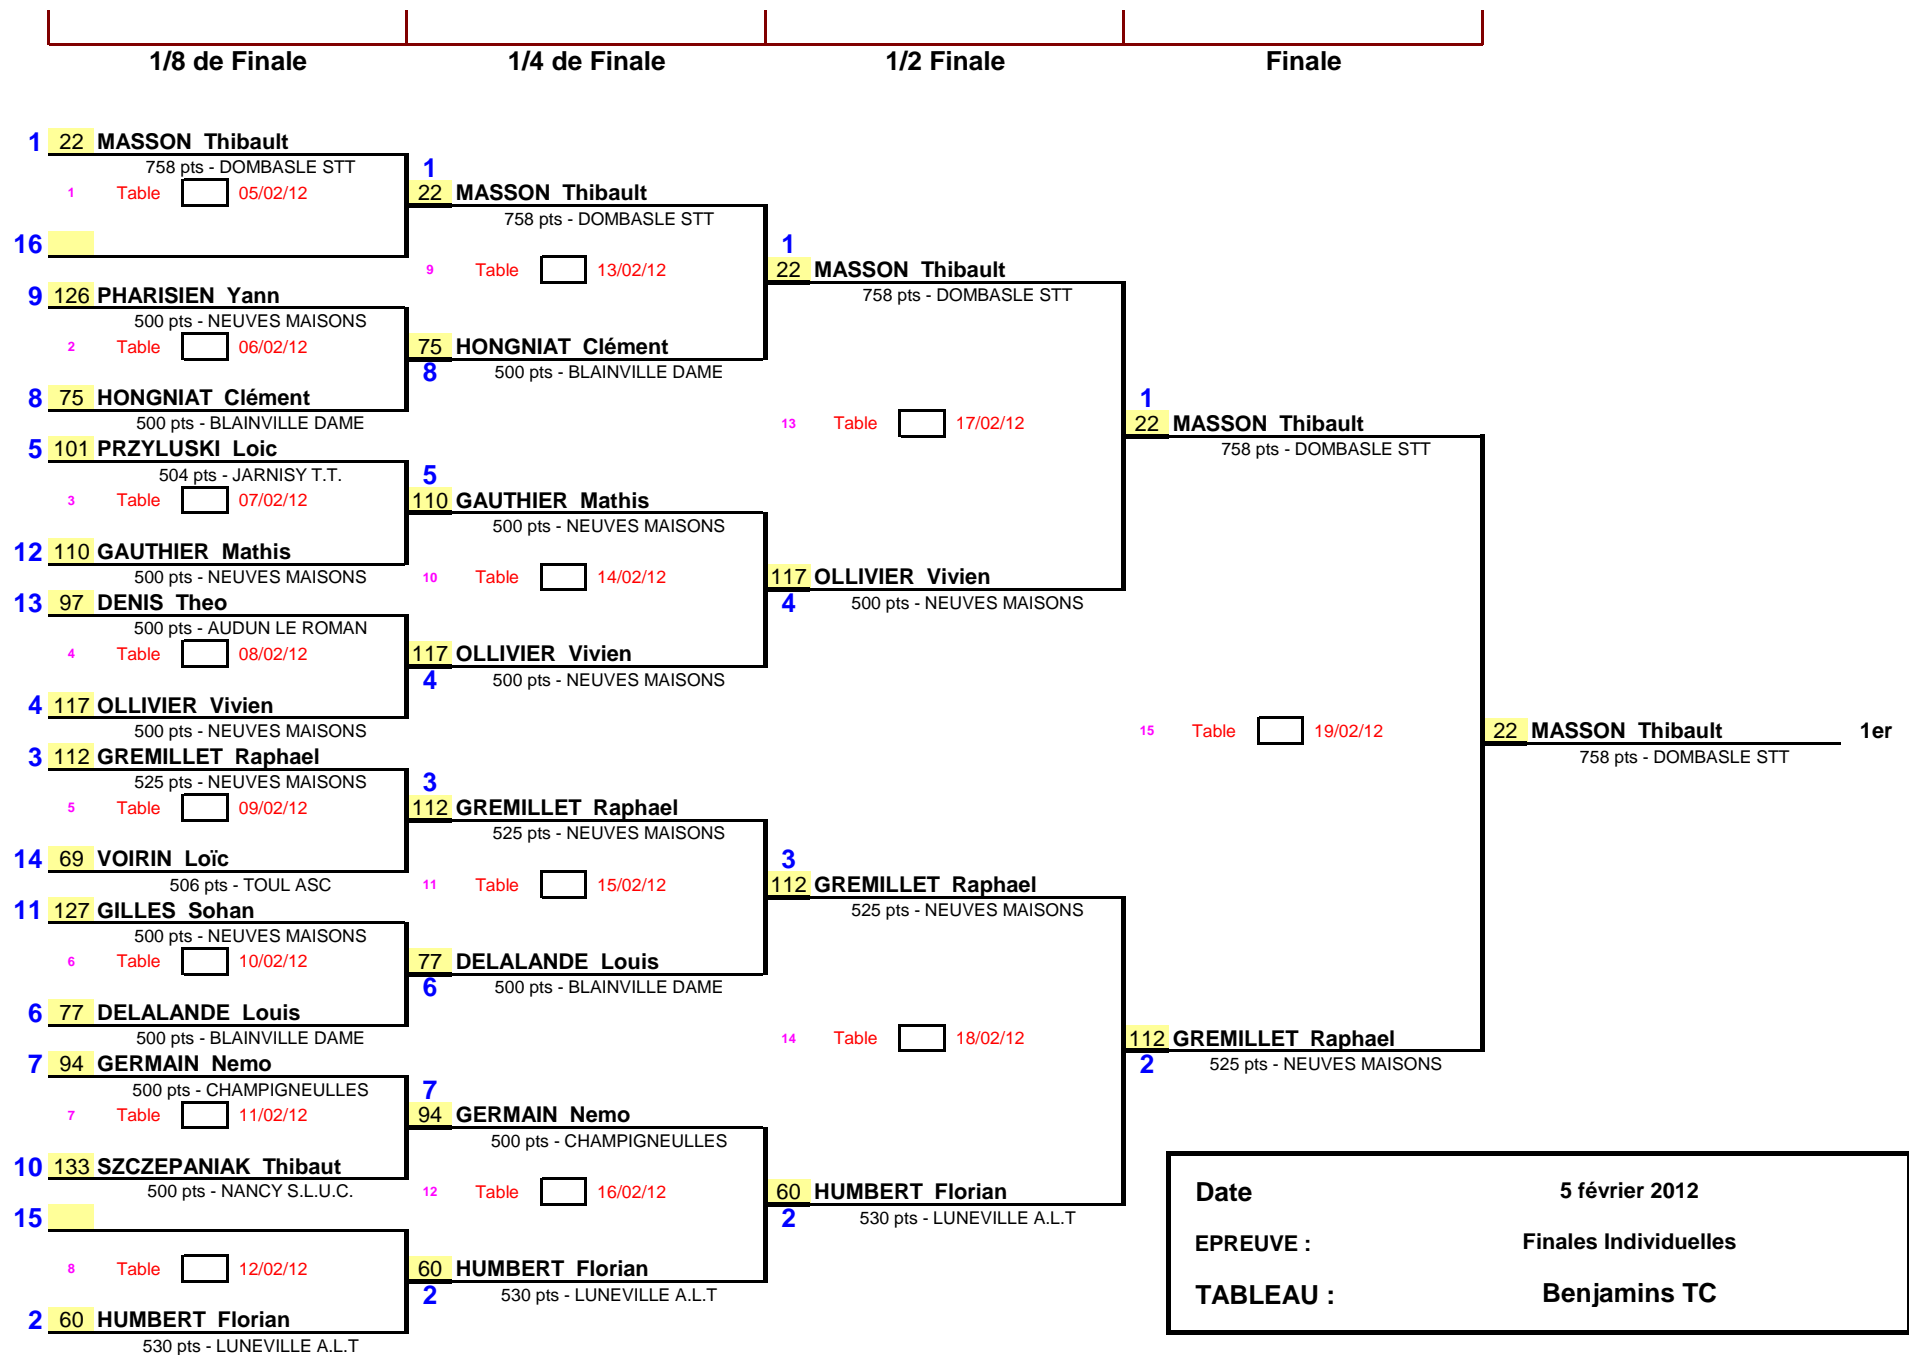 1/8 de Finale 1/4 de Finale 1/2 Finale Finale
1 22 MASSON Thibault
758 pts - DOMBASLE STT
1 Table 05/02/12
16
9 126 PHARISIEN Yann
500 pts - NEUVES MAISONS
2 Table 06/02/12
8 75 HONGNIAT Clément
500 pts - BLAINVILLE DAME
5 101 PRZYLUSKI Loic
504 pts - JARNISY T.T.
3 Table 07/02/12
12 110 GAUTHIER Mathis
500 pts - NEUVES MAISONS
13 97 DENIS Theo
500 pts - AUDUN LE ROMAN
4 Table 08/02/12
4 117 OLLIVIER Vivien
500 pts - NEUVES MAISONS
3 112 GREMILLET Raphael
525 pts - NEUVES MAISONS
5 Table 09/02/12
14 69 VOIRIN Loïc
506 pts - TOUL ASC
11 127 GILLES Sohan
500 pts - NEUVES MAISONS
6 Table 10/02/12
6 77 DELALANDE Louis
500 pts - BLAINVILLE DAME
7 94 GERMAIN Nemo
500 pts - CHAMPIGNEULLES
7 Table 11/02/12
10 133 SZCZEPANIAK Thibaut
500 pts - NANCY S.L.U.C.
15
8 Table 12/02/12
2 60 HUMBERT Florian
530 pts - LUNEVILLE A.L.T
1
22 MASSON Thibault
758 pts - DOMBASLE STT
9 Table 13/02/12
75 HONGNIAT Clément
8 500 pts - BLAINVILLE DAME
5
110 GAUTHIER Mathis
500 pts - NEUVES MAISONS
10 Table 14/02/12
117 OLLIVIER Vivien
4 500 pts - NEUVES MAISONS
3
112 GREMILLET Raphael
525 pts - NEUVES MAISONS
11 Table 15/02/12
77 DELALANDE Louis
6 500 pts - BLAINVILLE DAME
7
94 GERMAIN Nemo
500 pts - CHAMPIGNEULLES
12 Table 16/02/12
60 HUMBERT Florian
2 530 pts - LUNEVILLE A.L.T
1
22 MASSON Thibault
758 pts - DOMBASLE STT
13 Table 17/02/12
117 OLLIVIER Vivien
4 500 pts - NEUVES MAISONS
3
112 GREMILLET Raphael
525 pts - NEUVES MAISONS
14 Table 18/02/12
60 HUMBERT Florian
2 530 pts - LUNEVILLE A.L.T
1
22 MASSON Thibault
758 pts - DOMBASLE STT
15 Table 19/02/12
112 GREMILLET Raphael
2 525 pts - NEUVES MAISONS
22 MASSON Thibault 1er
758 pts - DOMBASLE STT
Date 5 février 2012
EPREUVE : Finales Individuelles
TABLEAU : Benjamins TC